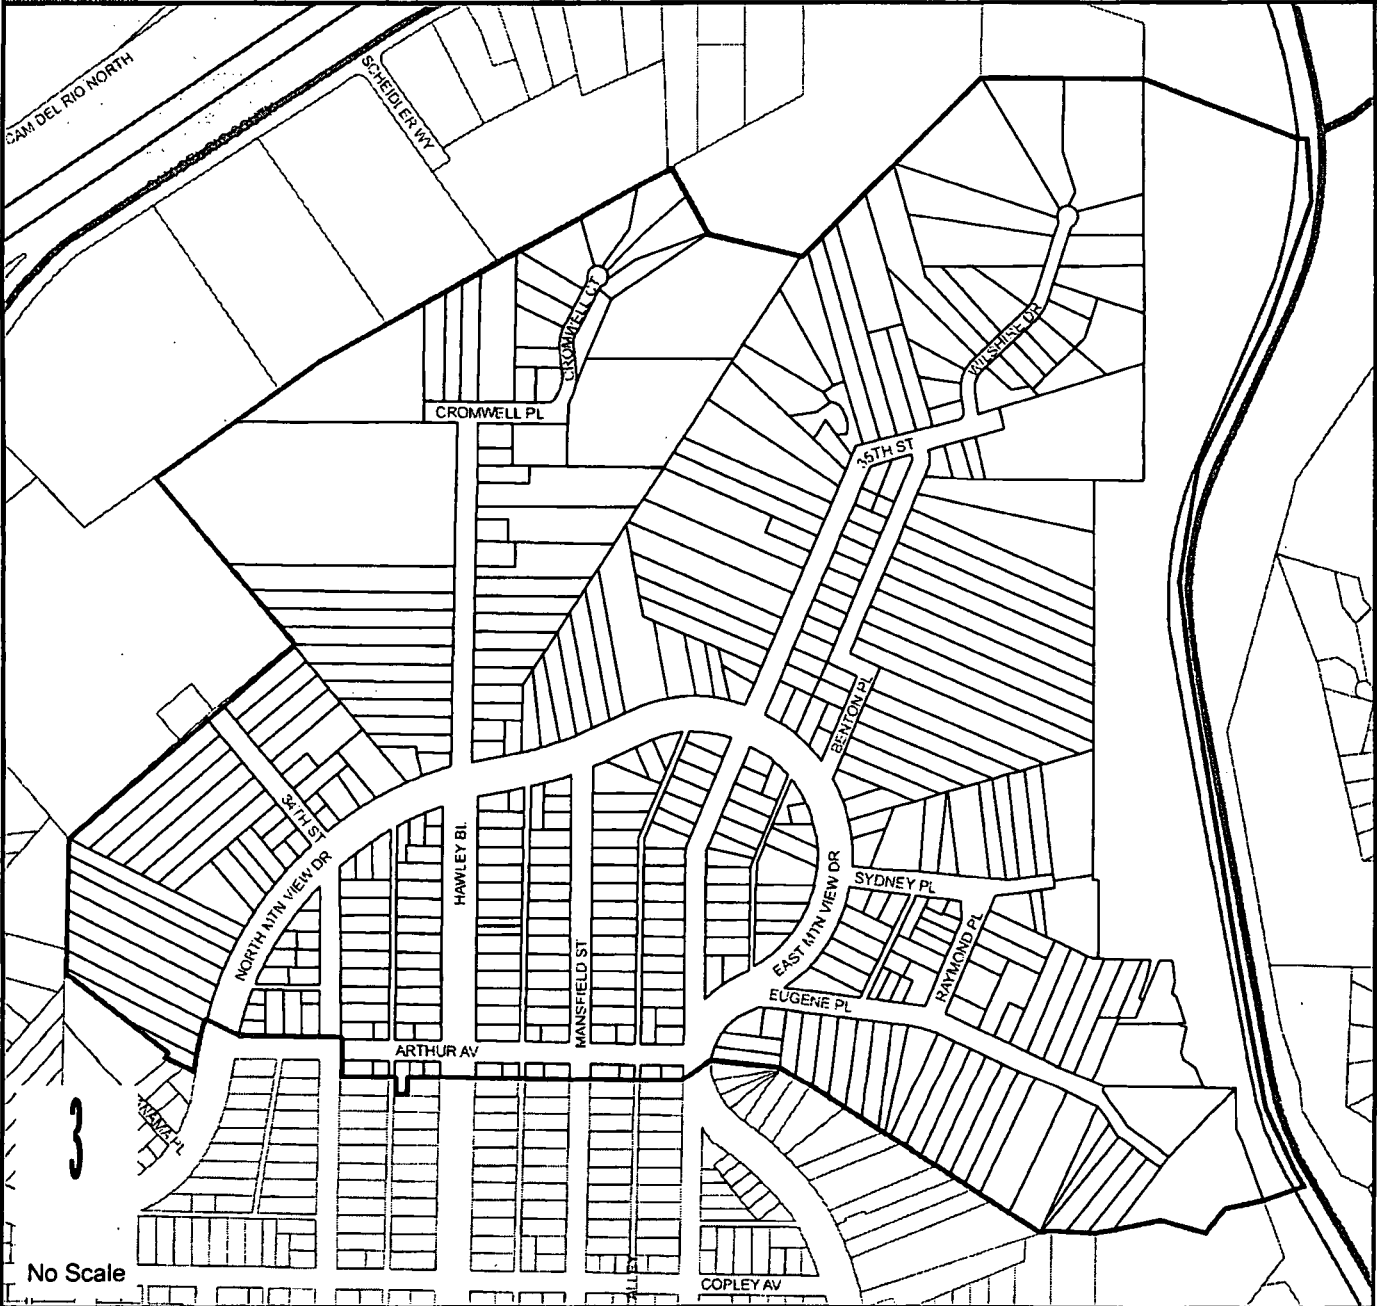 CAM DEL RIO NORTH
SCHEIDLER WY
CROMWELL CT
WILSHIRE DR
CROMWELL PL
35TH ST
BENTON PL
34TH ST
NORTH MTN VIEW DR
HAWLEY BL
EAST MTN VIEW DR
SYDNEY PL
MANSFIELD ST
RAYMOND PL
EUGENE PL
ARTHUR AV
3
No Scale
ALLEY
COPLEY AV